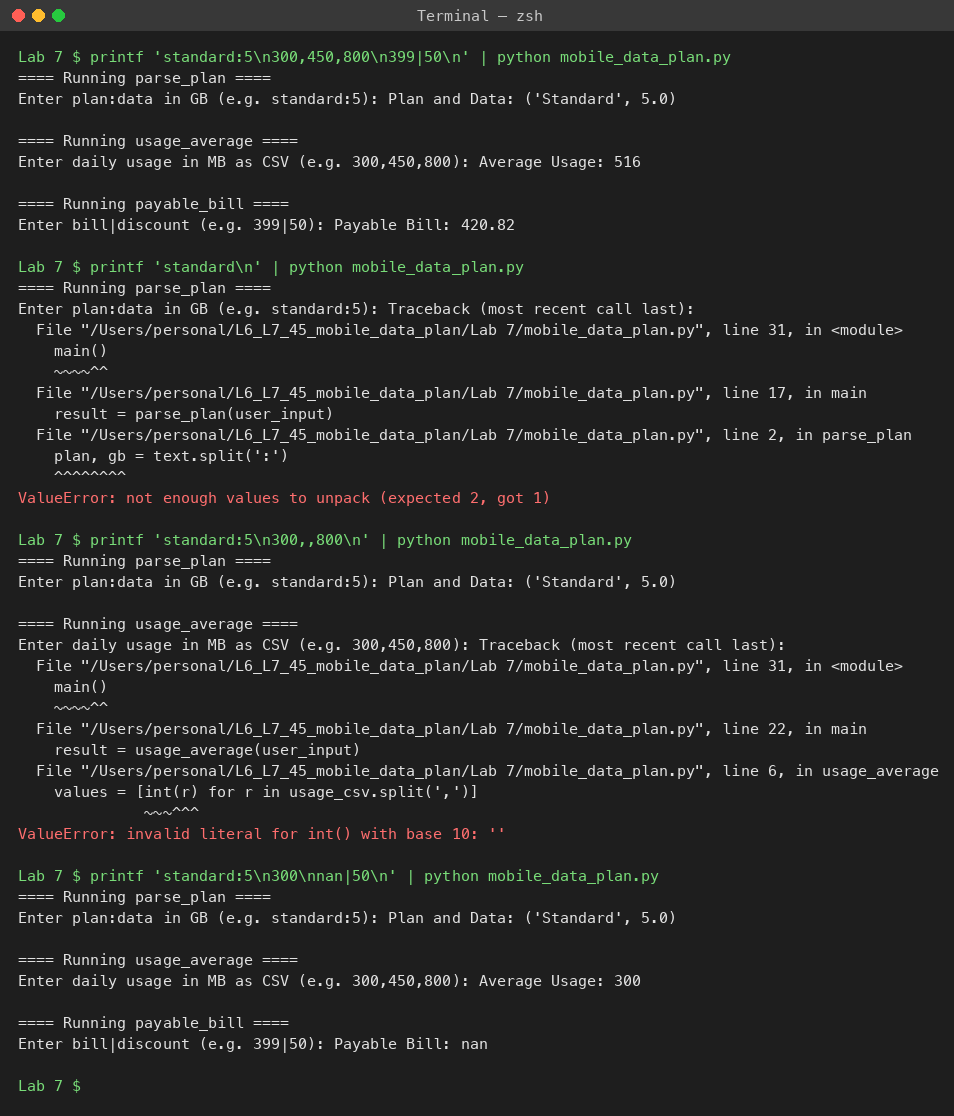 Terminal — zsh
Lab 7 $ printf 'standard:5\n300,450,800\n399|50\n' | python mobile_data_plan.py
==== Running parse_plan ====
Enter plan:data in GB (e.g. standard:5): Plan and Data: ('Standard', 5.0)
==== Running usage_average ====
Enter daily usage in MB as CSV (e.g. 300,450,800): Average Usage: 516
==== Running payable_bill ====
Enter bill|discount (e.g. 399|50): Payable Bill: 420.82
Lab 7 $ printf 'standard\n' | python mobile_data_plan.py
==== Running parse_plan ====
Enter plan:data in GB (e.g. standard:5): Traceback (most recent call last):
  File "/Users/personal/L6_L7_45_mobile_data_plan/Lab 7/mobile_data_plan.py", line 31, in <module>
    main()
    ~~~~^^
  File "/Users/personal/L6_L7_45_mobile_data_plan/Lab 7/mobile_data_plan.py", line 17, in main
    result = parse_plan(user_input)
  File "/Users/personal/L6_L7_45_mobile_data_plan/Lab 7/mobile_data_plan.py", line 2, in parse_plan
    plan, gb = text.split(':')
    ^^^^^^^^
ValueError: not enough values to unpack (expected 2, got 1)
Lab 7 $ printf 'standard:5\n300,,800\n' | python mobile_data_plan.py
==== Running parse_plan ====
Enter plan:data in GB (e.g. standard:5): Plan and Data: ('Standard', 5.0)
==== Running usage_average ====
Enter daily usage in MB as CSV (e.g. 300,450,800): Traceback (most recent call last):
  File "/Users/personal/L6_L7_45_mobile_data_plan/Lab 7/mobile_data_plan.py", line 31, in <module>
    main()
    ~~~~^^
  File "/Users/personal/L6_L7_45_mobile_data_plan/Lab 7/mobile_data_plan.py", line 22, in main
    result = usage_average(user_input)
  File "/Users/personal/L6_L7_45_mobile_data_plan/Lab 7/mobile_data_plan.py", line 6, in usage_average
    values = [int(r) for r in usage_csv.split(',')]
              ~~~^^^
ValueError: invalid literal for int() with base 10: ''
Lab 7 $ printf 'standard:5\n300\nnan|50\n' | python mobile_data_plan.py
==== Running parse_plan ====
Enter plan:data in GB (e.g. standard:5): Plan and Data: ('Standard', 5.0)
==== Running usage_average ====
Enter daily usage in MB as CSV (e.g. 300,450,800): Average Usage: 300
==== Running payable_bill ====
Enter bill|discount (e.g. 399|50): Payable Bill: nan
Lab 7 $